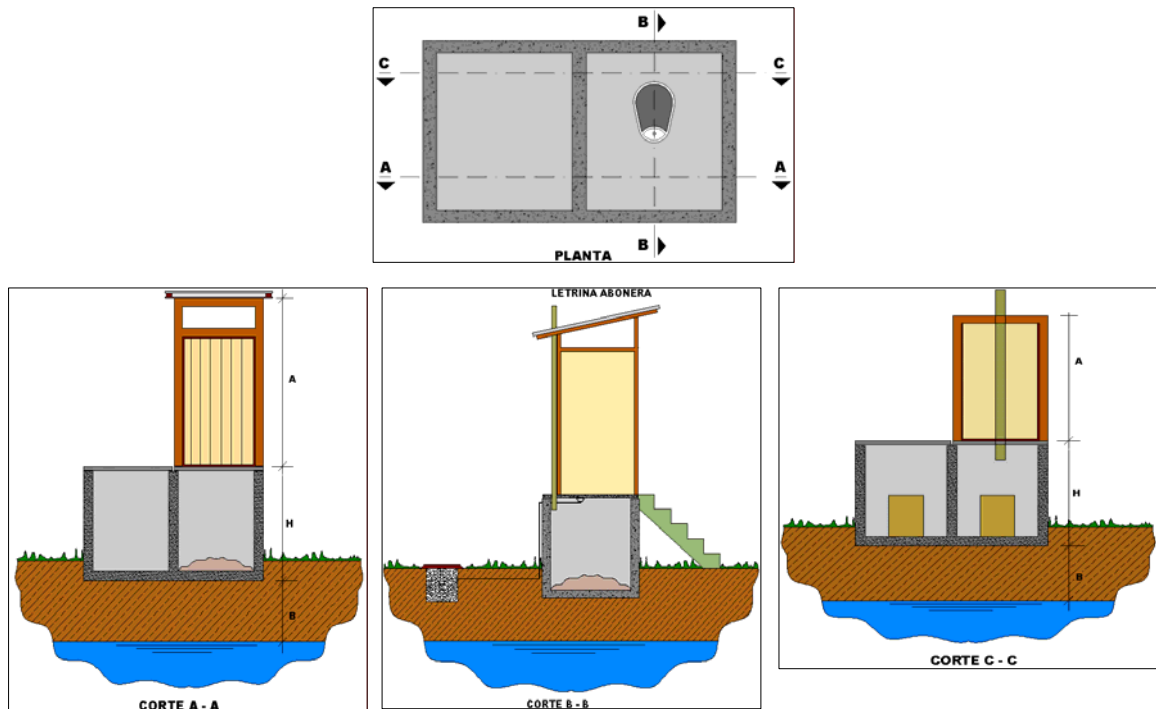 B
C C
A A
B
PLANTA
A
H
B
CORTE A - A
LETRINA ABONERA
CORTE B - B
A
H
B
CORTE C - C